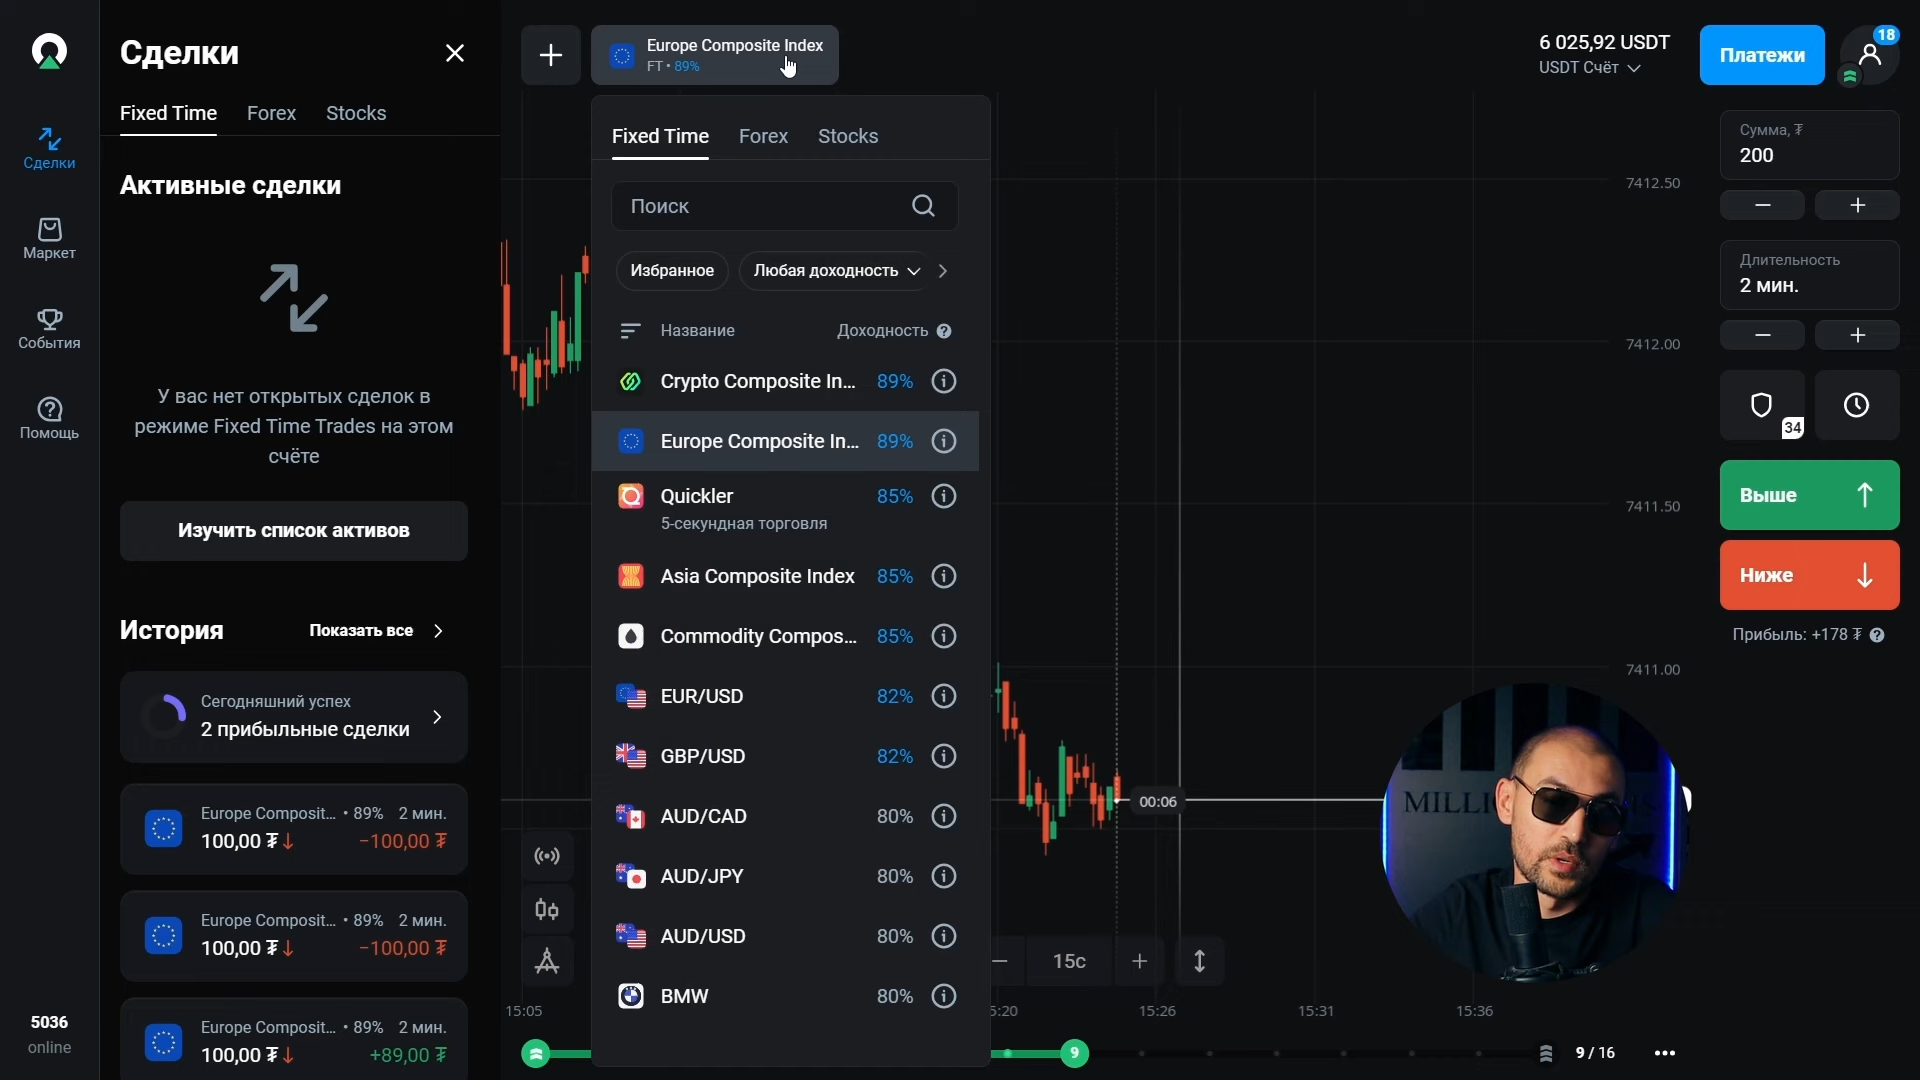 Сделки
Маркет
События
Помощь
5036
online
Сделки
Fixed Time
Forex
Stocks
Активные сделки
У вас нет открытых сделок в
режиме Fixed Time Trades на этом
счёте
Изучить список активов
История
Показать все
Сегодняшний успех
2 прибыльные сделки
Europe Composit... • 89% 2 мин.
100,00 ₮ ↓ −100,00 ₮
Europe Composit... • 89% 2 мин.
100,00 ₮ ↓ −100,00 ₮
Europe Composit... • 89% 2 мин.
100,00 ₮ ↓ +89,00 ₮
Europe Composite Index
FT • 89%
Fixed Time
Forex
Stocks
Поиск
Избранное
Любая доходность
Название
Доходность
Crypto Composite In... 89%
Europe Composite In... 89%
Quickler 85%
5-секундная торговля
Asia Composite Index 85%
Commodity Compos... 85%
EUR/USD 82%
GBP/USD 82%
AUD/CAD 80%
AUD/JPY 80%
AUD/USD 80%
BMW 80%
7412.50
7412.00
7411.50
7411.00
00:06
15с
15:05
5:20
15:26
15:31
15:36
9
9 / 16
6 025,92 USDT
USDT Счёт
Платежи
18
Сумма, ₮
200
Длительность
2 мин.
34
Выше
Ниже
Прибыль: +178 ₮